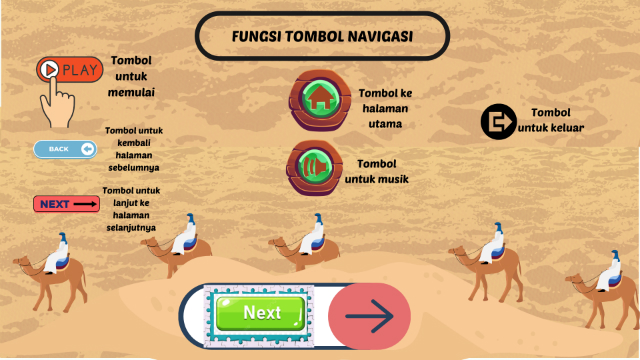 FUNGSI TOMBOL NAVIGASI
PLAY
Tombol
untuk
memulai
BACK
Tombol untuk
kembali
halaman
sebelumnya
NEXT
Tombol untuk
lanjut ke
halaman
selanjutnya
Tombol ke
halaman
utama
Tombol
untuk musik
Tombol
untuk keluar
Next